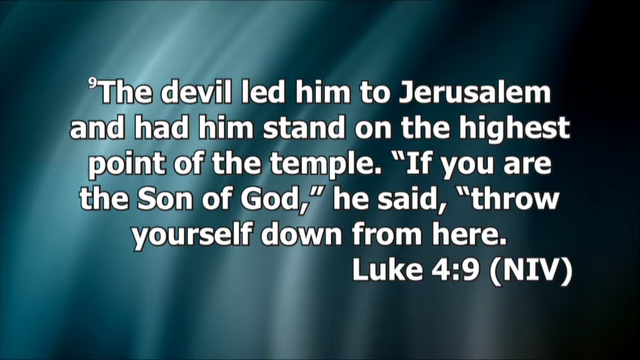 ⁹The devil led him to Jerusalem
and had him stand on the highest
point of the temple. “If you are
the Son of God,” he said, “throw
yourself down from here.
Luke 4:9 (NIV)